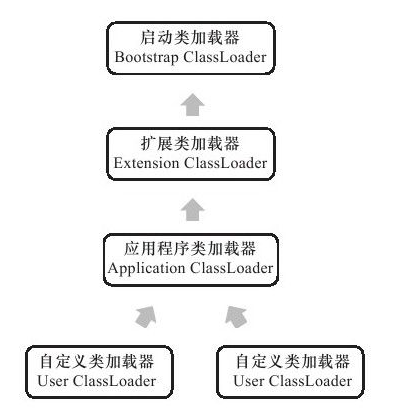 启动类加载器
Bootstrap ClassLoader
扩展类加载器
Extension ClassLoader
应用程序类加载器
Application ClassLoader
自定义类加载器
User ClassLoader
自定义类加载器
User ClassLoader